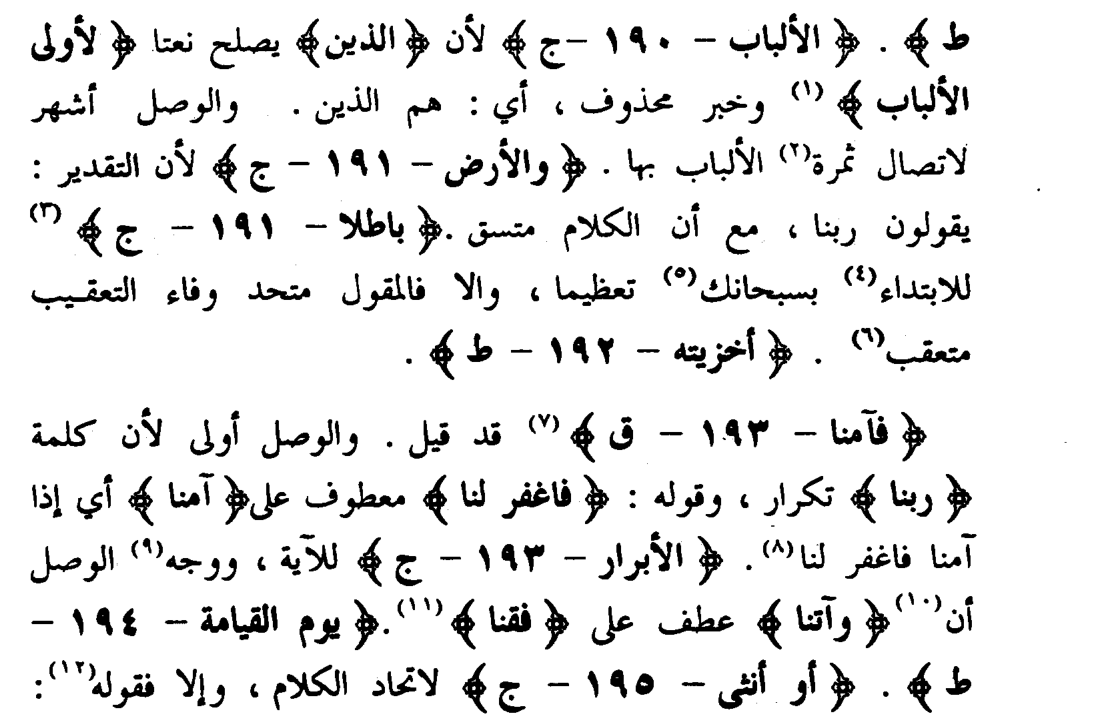 ط ﴾ . ﴿ الألباب – ١٩٠ –ج ﴾ لأن ﴿ الذين﴾ يصلح نعتا ﴿ لأولى
الألباب ﴾ (١) وخبر محذوف ، أي : هم الذين . والوصل أشهر
لاتصال ثمرة(٢) الألباب بها . ﴿ والأرض – ١٩١ – ج ﴾ لأن التقدير :
يقولون ربنا ، مع أن الكلام متسق .﴿ باطلا – ١٩١ – ج ﴾ (٣)
للابتداء(٤) بسبحانك(٥) تعظيما ، والا فالمقول متحد وفاء التعقيب
متعقب(٦) . ﴿ أخزيته – ١٩٢ – ط ﴾ .
﴿ فآمنا – ١٩٣ – ق ﴾ (٧) قد قيل . والوصل أولى لأن كلمة
﴿ ربنا ﴾ تكرار ، وقوله : ﴿ فاغفر لنا ﴾ معطوف على﴿ آمنا ﴾ أي إذا
آمنا فاغفر لنا(٨) . ﴿ الأبرار – ١٩٣ – ج ﴾ للآية ، ووجه(٩) الوصل
أن(١٠)﴿ وآتنا ﴾ عطف على ﴿ فقنا ﴾(١١) .﴿ يوم القيامة – ١٩٤ –
ط ﴾ . ﴿ أو أنثى – ١٩٥ – ج ﴾ لاتحاد الكلام ، وإلا فقوله(١٢) :